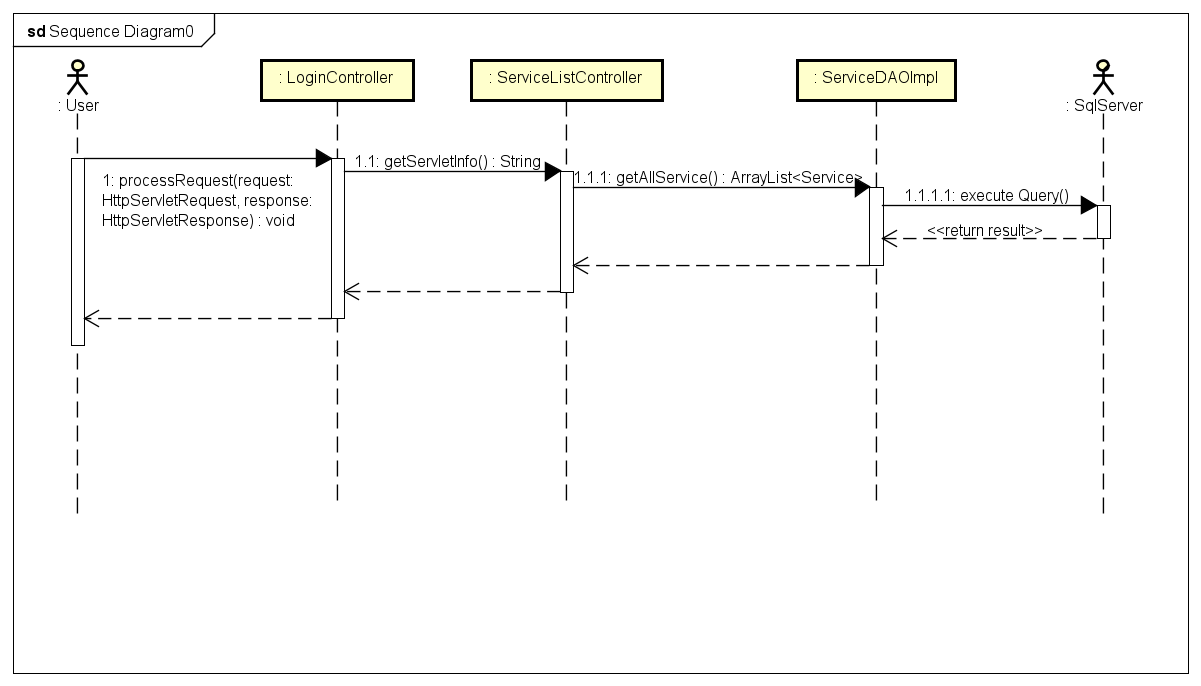 sd Sequence Diagram0
: User
: LoginController
: ServiceListController
: ServiceDAOImpl
: SqlServer
1: processRequest(request:
HttpServletRequest, response:
HttpServletResponse) : void
1.1: getServletInfo() : String
1.1.1: getAllService() : ArrayList<Service>
1.1.1.1: execute Query()
<<return result>>